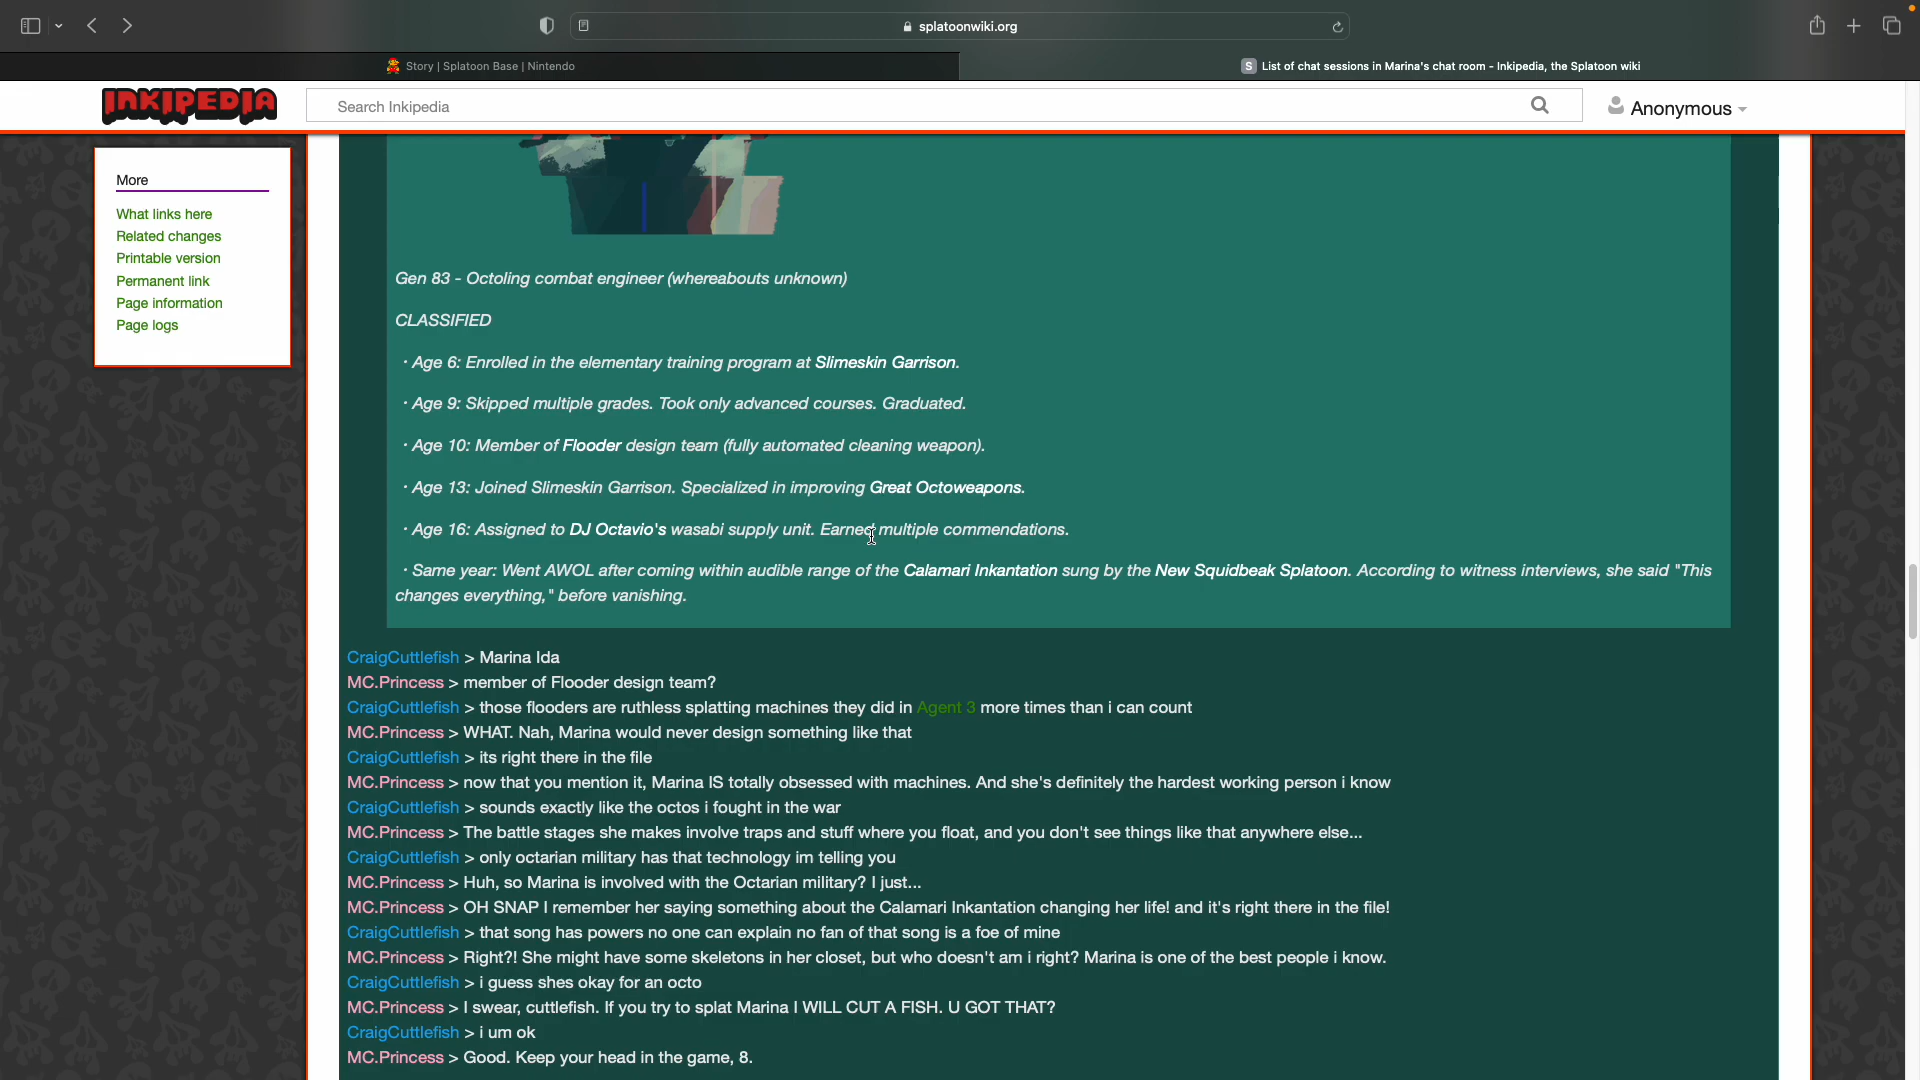 splatoonwiki.org
Story | Splatoon Base | Nintendo
S List of chat sessions in Marina's chat room - Inkipedia, the Splatoon wiki
INKIPEDIA
Search Inkipedia
Anonymous
More
What links here
Related changes
Printable version
Permanent link
Page information
Page logs
Gen 83 - Octoling combat engineer (whereabouts unknown)
CLASSIFIED
· Age 6: Enrolled in the elementary training program at Slimeskin Garrison.
· Age 9: Skipped multiple grades. Took only advanced courses. Graduated.
· Age 10: Member of Flooder design team (fully automated cleaning weapon).
· Age 13: Joined Slimeskin Garrison. Specialized in improving Great Octoweapons.
· Age 16: Assigned to DJ Octavio's wasabi supply unit. Earned multiple commendations.
· Same year: Went AWOL after coming within audible range of the Calamari Inkantation sung by the New Squidbeak Splatoon. According to witness interviews, she said "This
changes everything," before vanishing.
CraigCuttlefish > Marina Ida
MC.Princess > member of Flooder design team?
CraigCuttlefish > those flooders are ruthless splatting machines they did in Agent 3 more times than i can count
MC.Princess > WHAT. Nah, Marina would never design something like that
CraigCuttlefish > its right there in the file
MC.Princess > now that you mention it, Marina IS totally obsessed with machines. And she's definitely the hardest working person i know
CraigCuttlefish > sounds exactly like the octos i fought in the war
MC.Princess > The battle stages she makes involve traps and stuff where you float, and you don't see things like that anywhere else...
CraigCuttlefish > only octarian military has that technology im telling you
MC.Princess > Huh, so Marina is involved with the Octarian military? I just...
MC.Princess > OH SNAP I remember her saying something about the Calamari Inkantation changing her life! and it's right there in the file!
CraigCuttlefish > that song has powers no one can explain no fan of that song is a foe of mine
MC.Princess > Right?! She might have some skeletons in her closet, but who doesn't am i right? Marina is one of the best people i know.
CraigCuttlefish > i guess shes okay for an octo
MC.Princess > I swear, cuttlefish. If you try to splat Marina I WILL CUT A FISH. U GOT THAT?
CraigCuttlefish > i um ok
MC.Princess > Good. Keep your head in the game, 8.